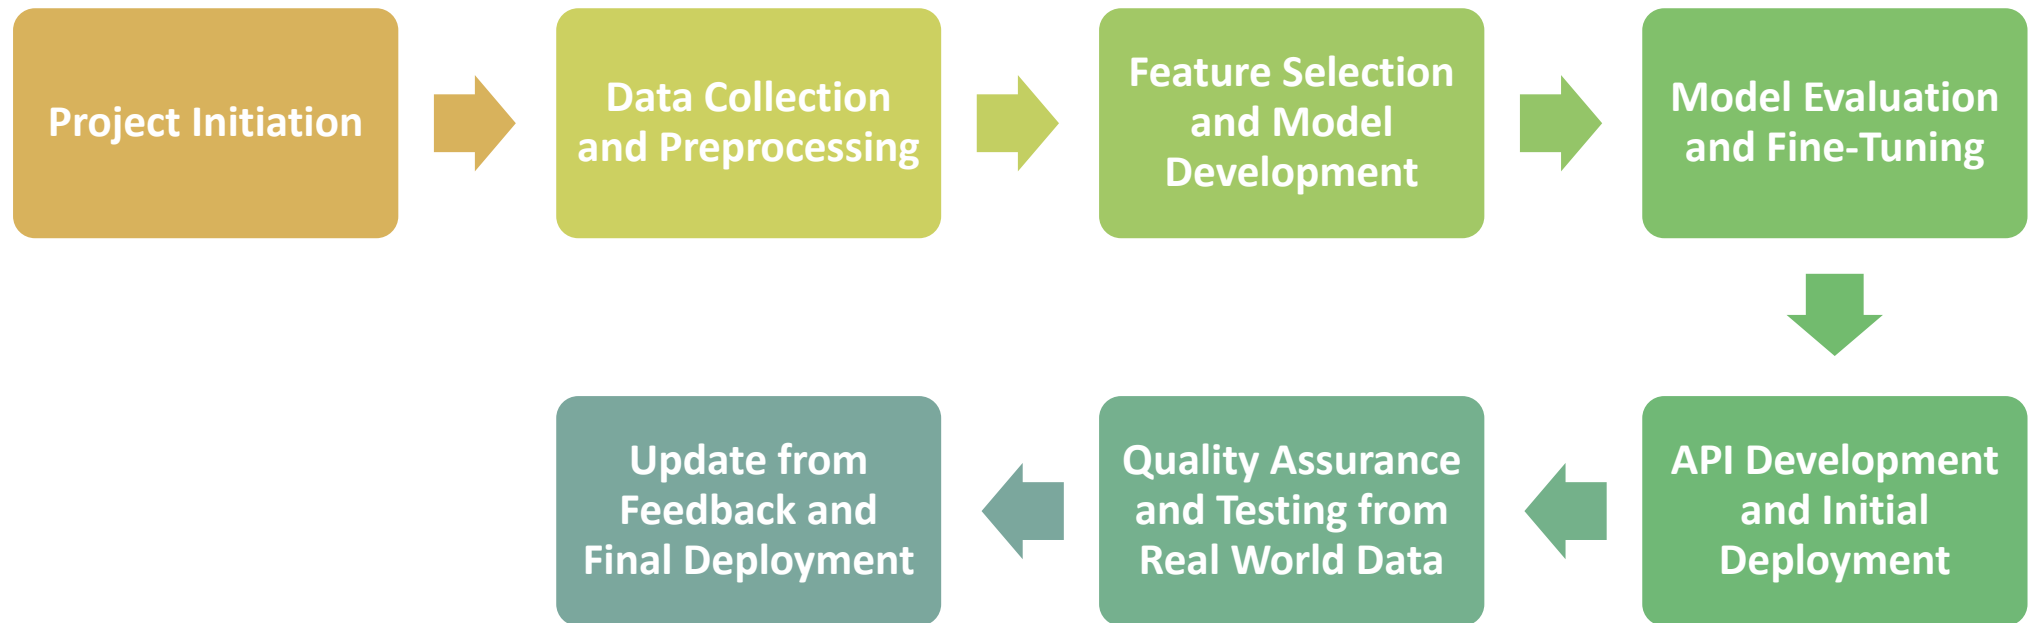 Project Initiation
Data Collection
and Preprocessing
Feature Selection
and Model
Development
Model Evaluation
and Fine-Tuning
API Development
and Initial
Deployment
Quality Assurance
and Testing from
Real World Data
Update from
Feedback and
Final Deployment